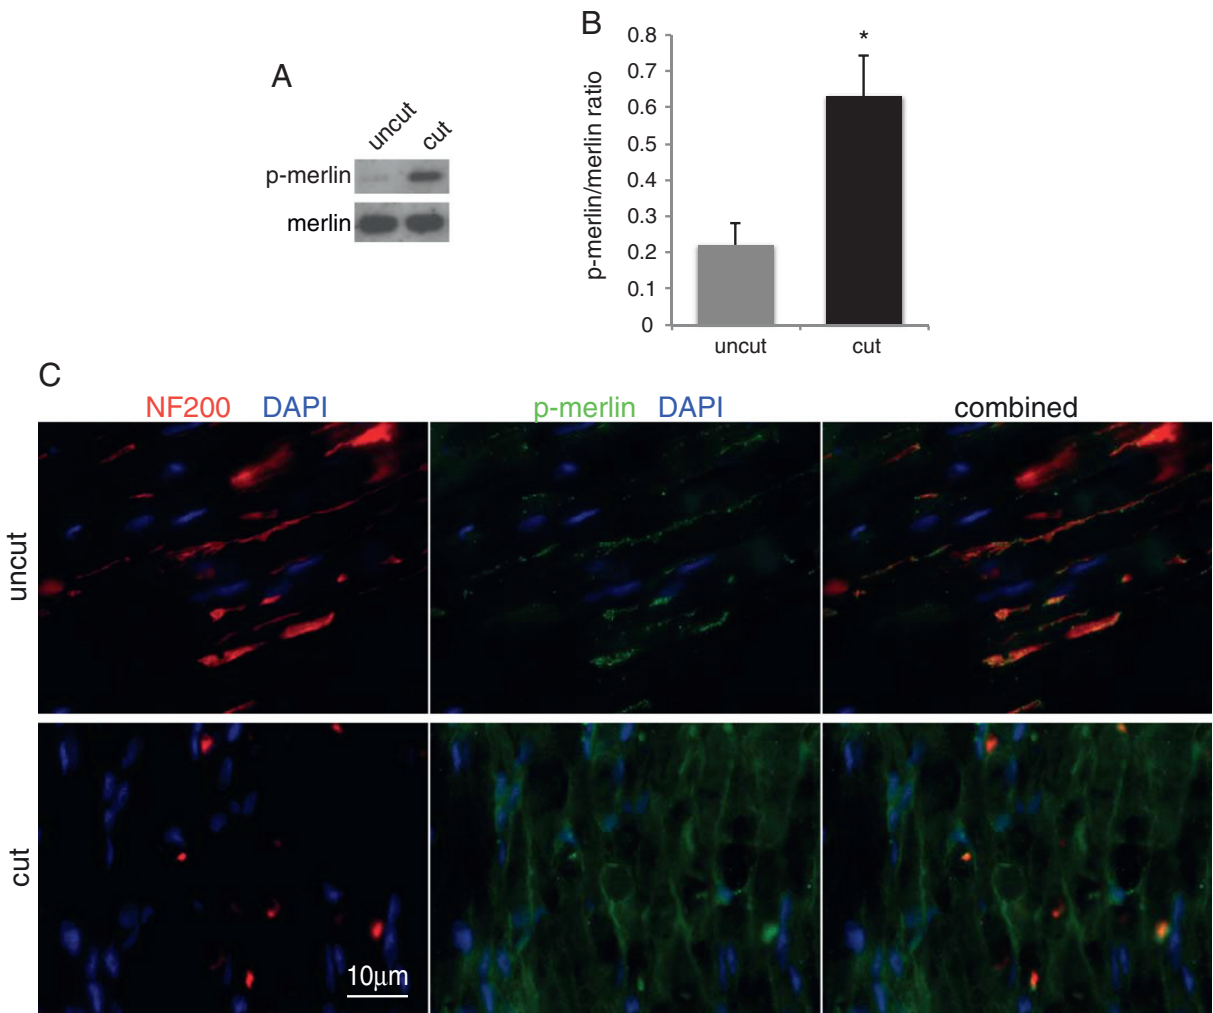 A
uncut cut
p-merlin
merlin
B
p-merlin/merlin ratio
0.8
0.7
0.6
0.5
0.4
0.3
0.2
0.1
0
*
uncut cut
C
NF200 DAPI p-merlin DAPI combined
uncut
cut
10μm